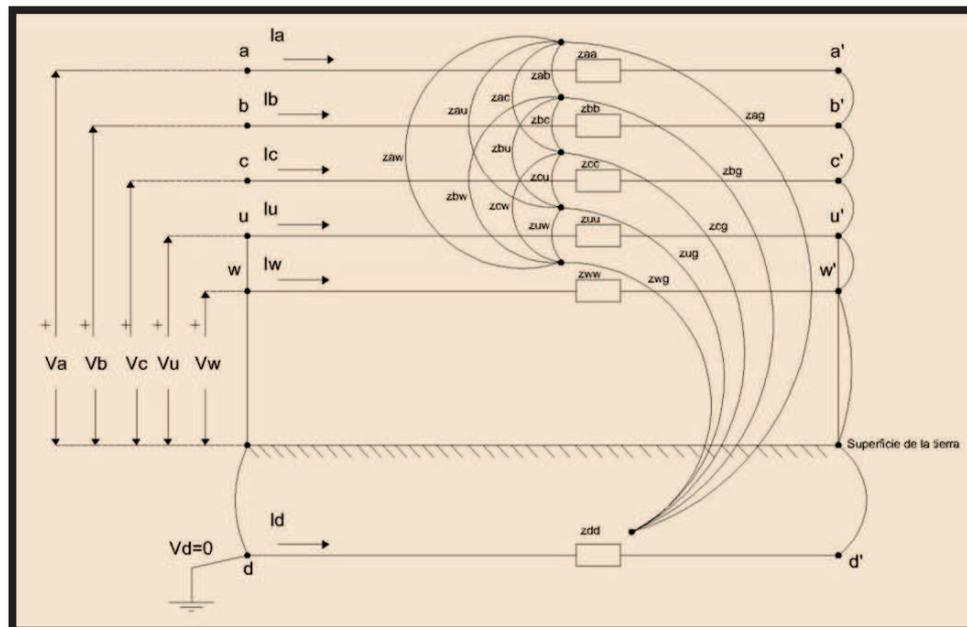 Ia
a
zaa
a'
zab
Ib
b
zac
zau
zbc
zbb
zag
b'
Ic
c
zaw
zbu
zcu
zcc
zbg
c'
Iu
u
zbw
zcw
zuw
zuu
zcg
u'
Iw
w
zww
zug
zwg
w'
+ + + + +
Va Vb Vc Vu Vw
Superficie de la tierra
Id
zdd
Vd=0
d
d'